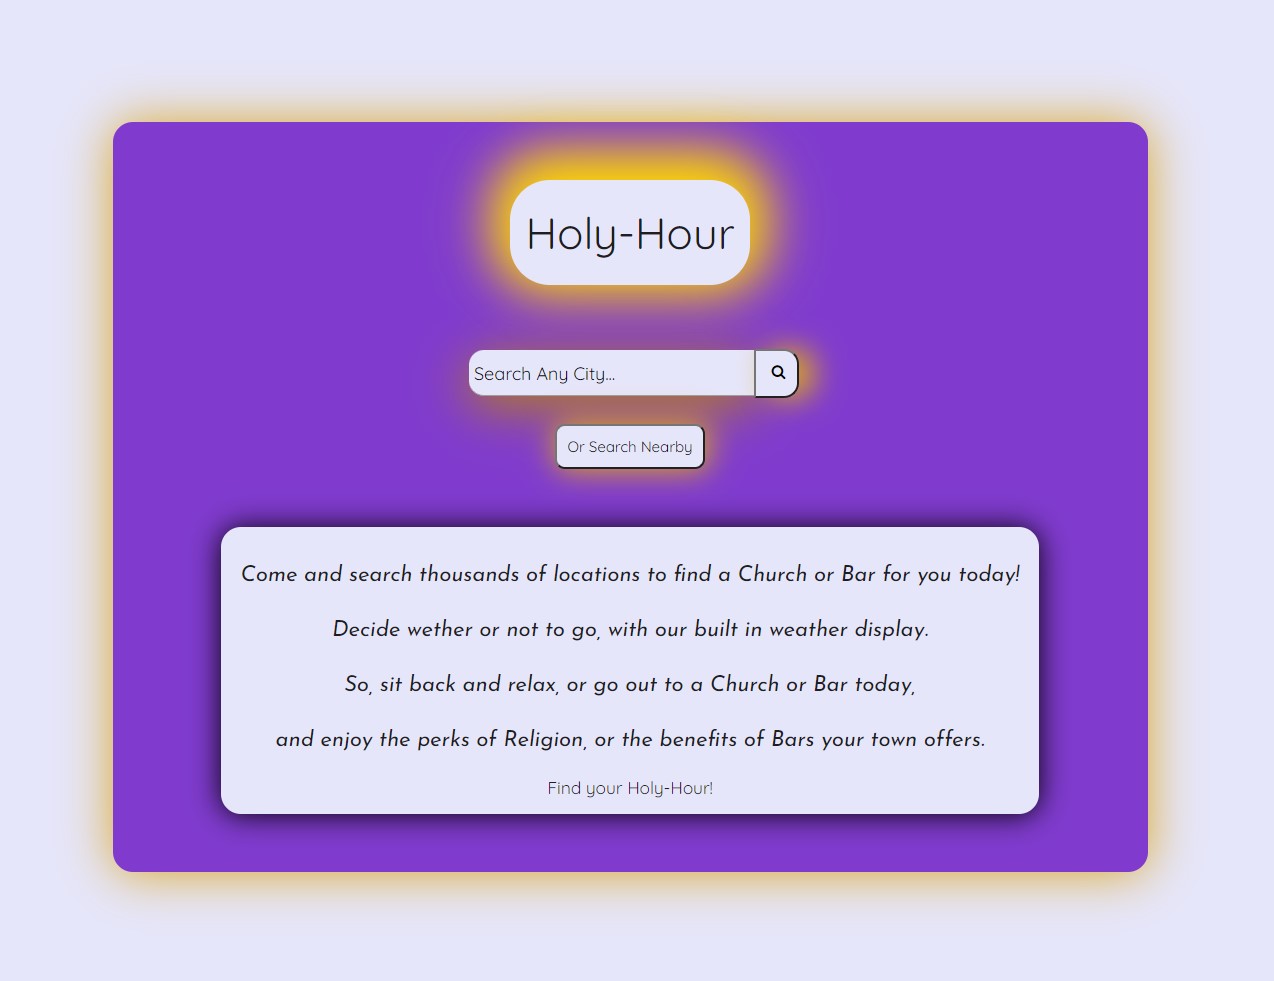 Holy-Hour
Search Any City...
Or Search Nearby
Come and search thousands of locations to find a Church or Bar for you today!
Decide wether or not to go, with our built in weather display.
So, sit back and relax, or go out to a Church or Bar today,
and enjoy the perks of Religion, or the benefits of Bars your town offers.
Find your Holy-Hour!